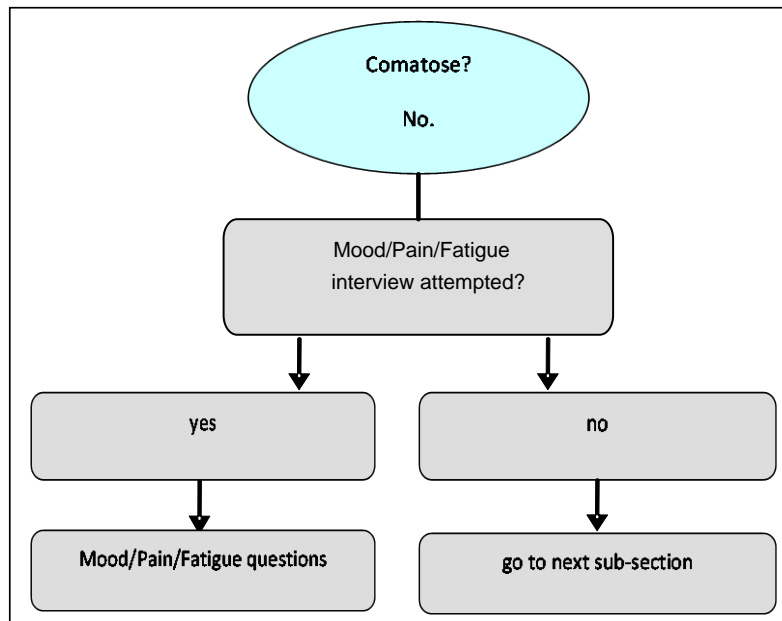 Comatose?
No.
Mood/Pain/Fatigue
interview attempted?
yes
no
Mood/Pain/Fatigue questions
go to next sub-section